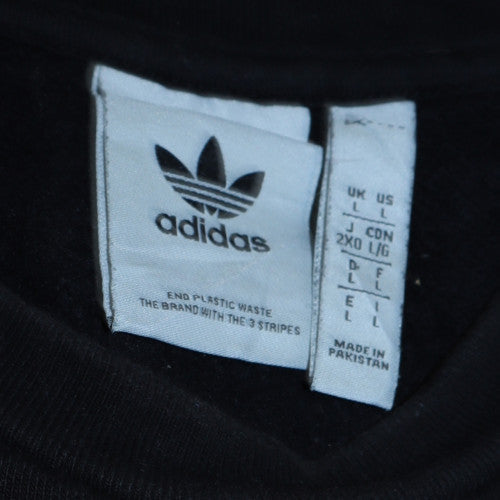 adidas
END PLASTIC WASTE
THE BRAND WITH THE 3 STRIPES
UK US
L L
J CDN
2XO L/G
D F
L L
E I
L L
MADE IN
PAKISTAN